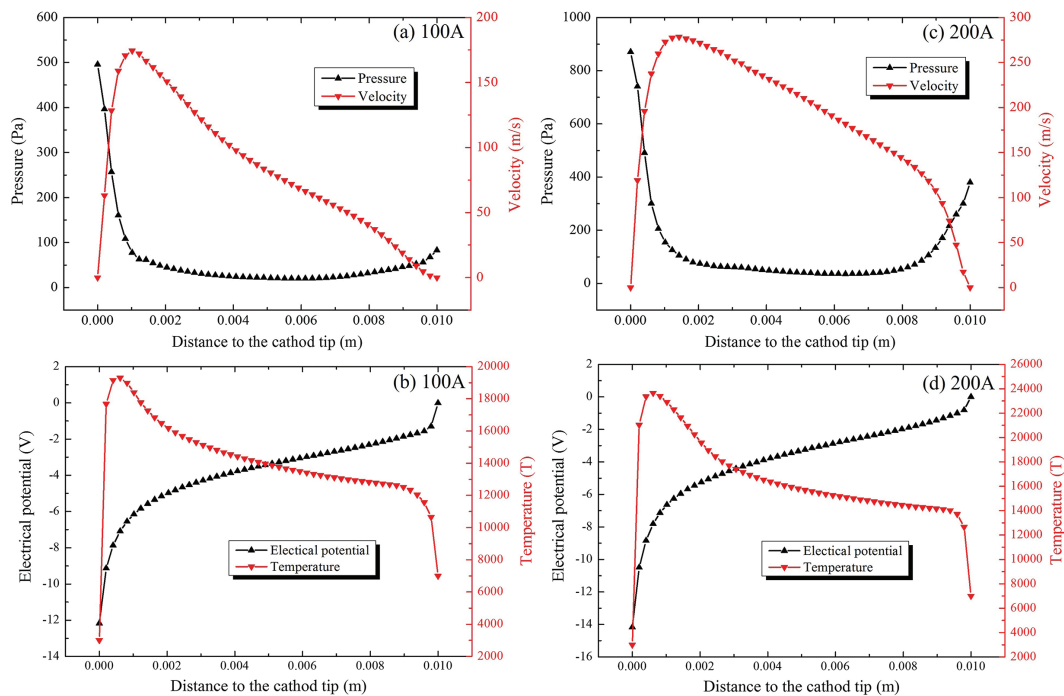 (a) 100A
Pressure
Velocity
Pressure (Pa)
600
500
400
300
200
100
0
Velocity (m/s)
200
175
150
125
100
75
50
25
0
-25
0.000 0.002 0.004 0.006 0.008 0.010
Distance to the cathod tip (m)
(c) 200A
Pressure
Velocity
Pressure (Pa)
1000
800
600
400
200
0
Velocity (m/s)
300
250
200
150
100
50
0
-25
0.000 0.002 0.004 0.006 0.008 0.010
Distance to the cathod tip (m)
(b) 100A
Electical potential
Temperature
Electrical potential (V)
2
0
-2
-4
-6
-8
-10
-12
-14
Temperature (T)
20000
18000
16000
14000
12000
10000
8000
6000
4000
2000
0.000 0.002 0.004 0.006 0.008 0.010
Distance to the cathod tip (m)
(d) 200A
Electical potential
Temperature
Electrical potential (V)
2
0
-2
-4
-6
-8
-10
-12
-14
-16
Temperature (T)
26000
24000
22000
20000
18000
16000
14000
12000
10000
8000
6000
4000
2000
0.000 0.002 0.004 0.006 0.008 0.010
Distance to the cathod tip (m)